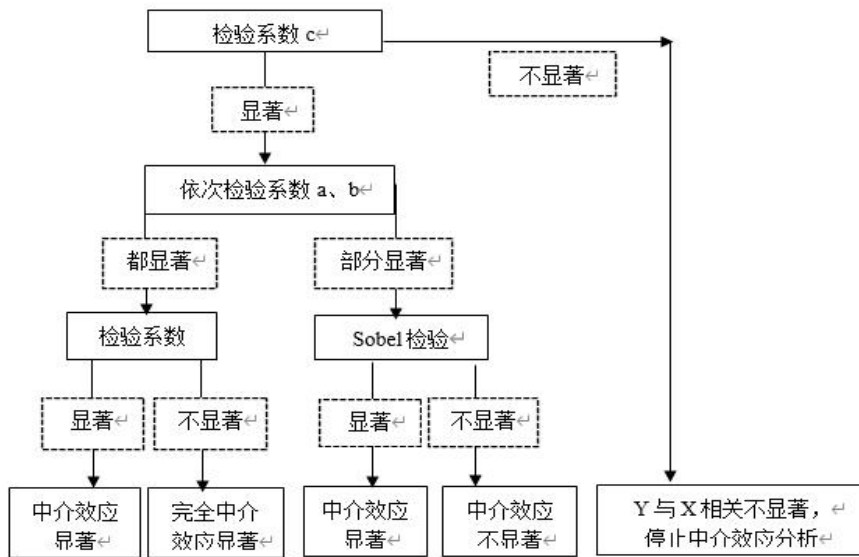 检验系数 c↵
不显著↵
显著↵
依次检验系数 a、b↵
都显著↵
部分显著↵
检验系数
Sobel 检验↵
显著↵
不显著↵
显著↵
不显著↵
中介效应
显著↵
完全中介
效应显著↵
中介效应
显著↵
中介效应
不显著↵
Y 与 X 相关不显著，↵
停止中介效应分析↵